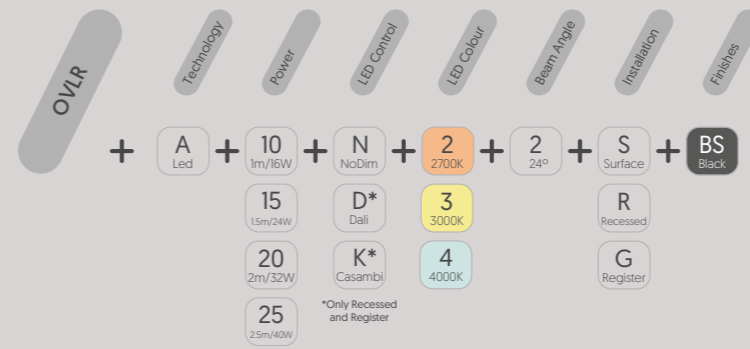 OVLR
Technology
Power
LED Control
LED Colour
Beam Angle
Installation
Finishes
+ A + 10 + N + 2 + 2 + S + BS
Led 1m/16W NoDim 2700K 24º Surface Black
15 D* 3 R
1.5m/24W Dali 3000K Recessed
20 K* 4 G
2m/32W Casambi 4000K Register
*Only Recessed
and Register
25
2.5m/40W